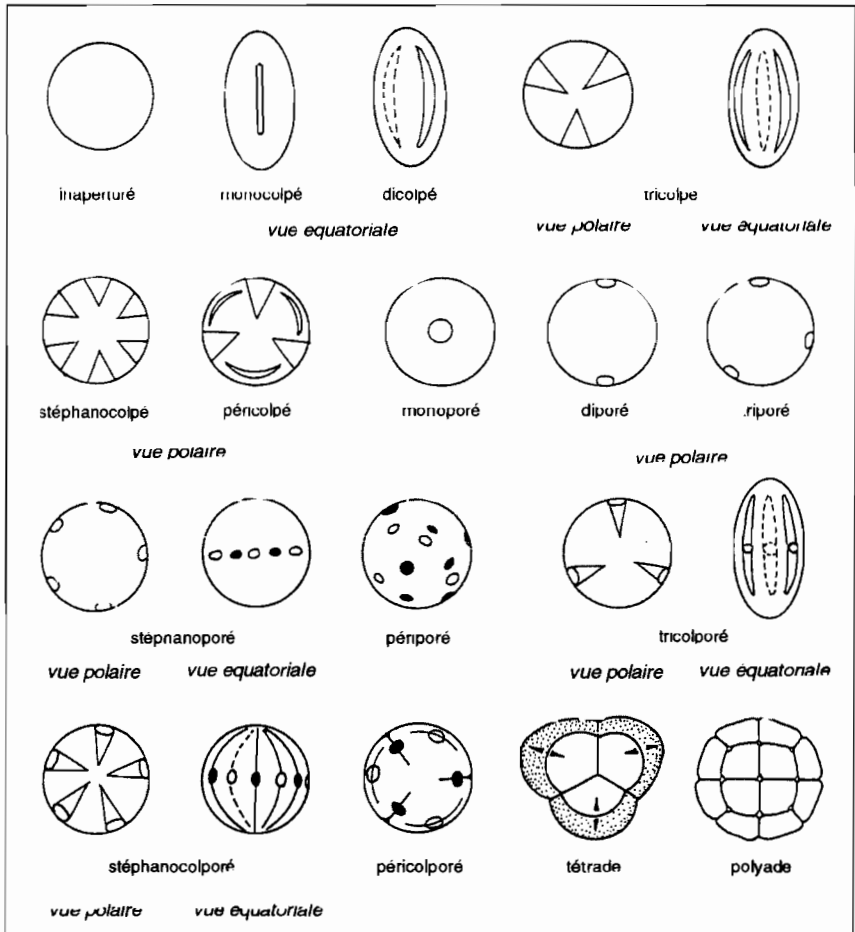 inaperturé monocolpé dicolpé tricolpe
vue equatoriale vue polaire vue équatoriale
stéphanocolpé péricolpé monoporé diporé triporé
vue polaire vue polaire
stéphanoporé périporé tricolporé
vue polaire vue equatoriale vue polaire vue équatoriale
stéphanocolporé péricolporé tétrade polyade
vue polaire vue équatoriale